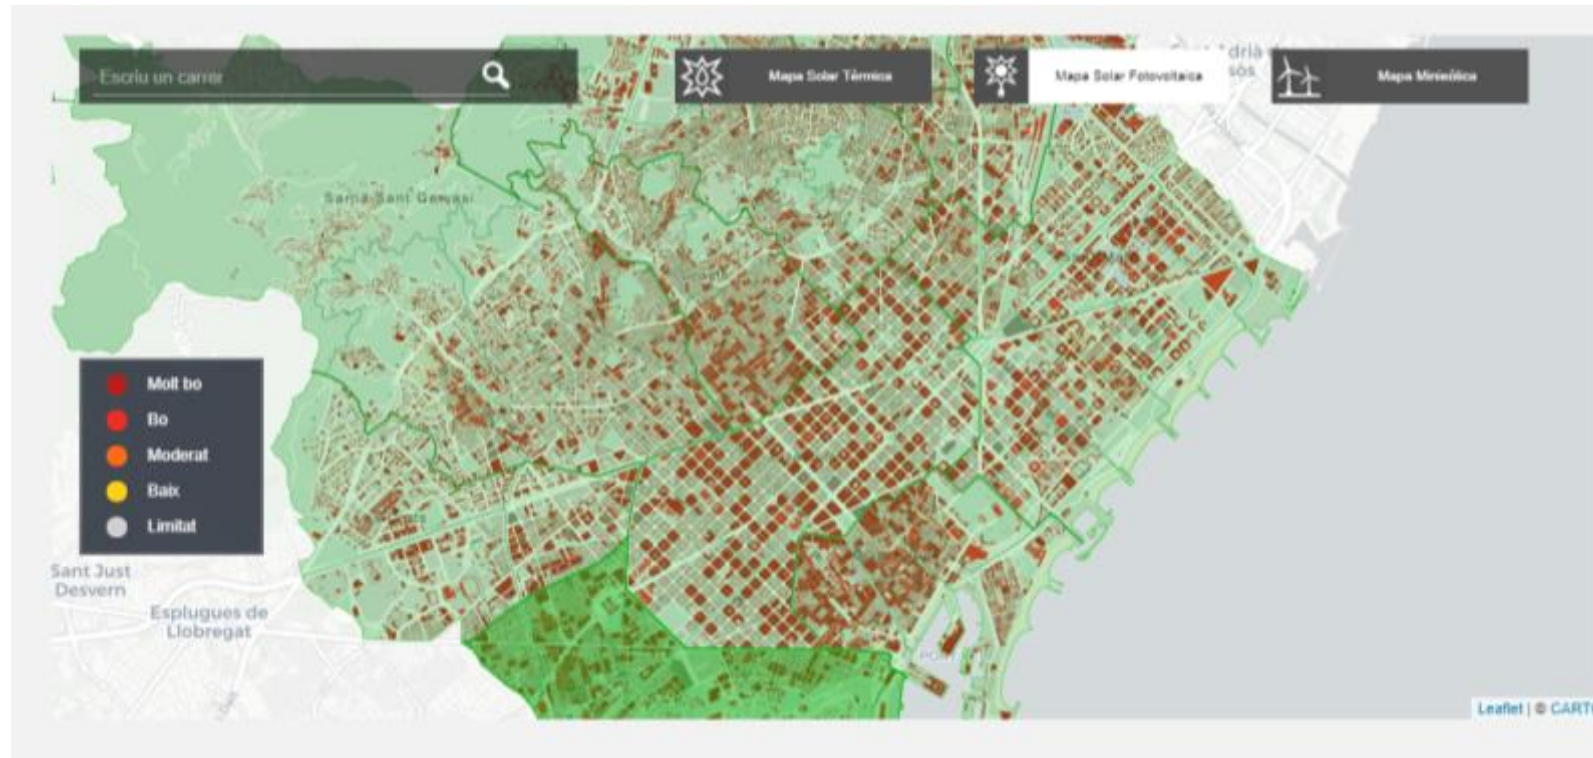 Escriu un carrer
Mapa Solar Tèrmica
Mapa Solar Fotovoltaica
Mapa Minieòlica
Sarrià-Sant Gervasi
Molt bo
Bo
Moderat
Baix
Limitat
Sant Just
Desvern
Esplugues de
Llobregat
Leaflet | © CART